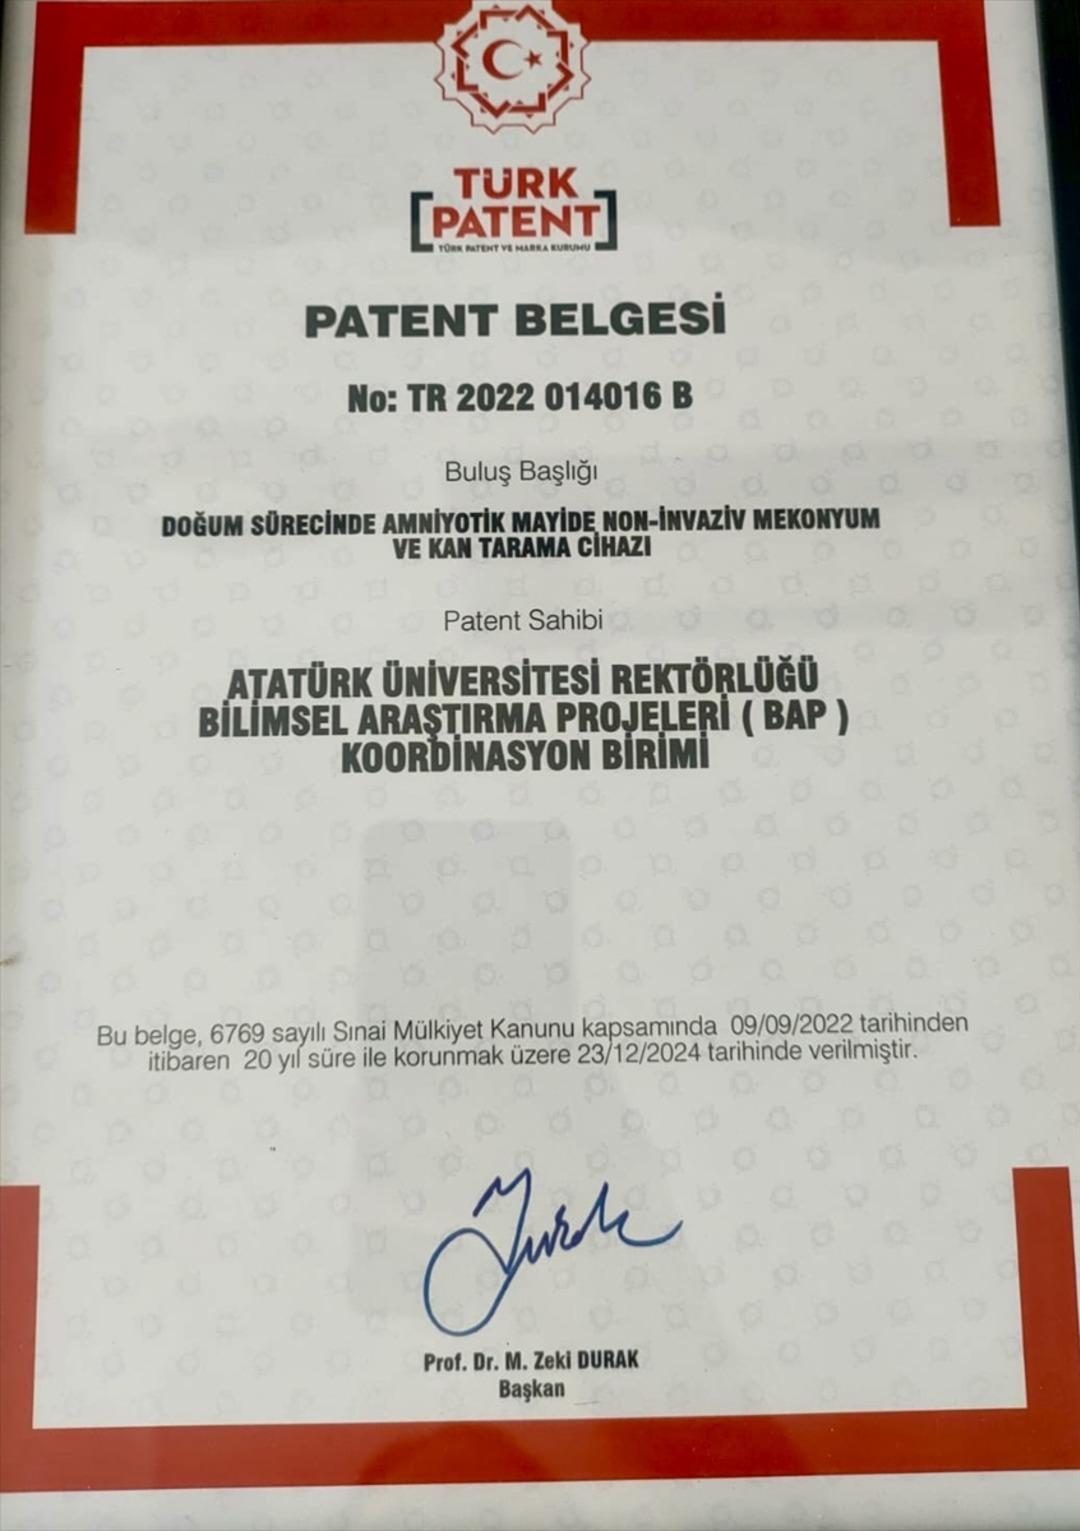 TÜRK
PATENT
TÜRK PATENT VE MARKA KURUMU
PATENT BELGESİ
No: TR 2022 014016 B
Buluş Başlığı
DOĞUM SÜRECİNDE AMNİYOTİK MAYİDE NON-İNVAZİV MEKONYUM
VE KAN TARAMA CİHAZI
Patent Sahibi
ATATÜRK ÜNİVERSİTESİ REKTÖRLÜĞÜ
BİLİMSEL ARAŞTIRMA PROJELERİ ( BAP )
KOORDİNASYON BİRİMİ
Bu belge, 6769 sayılı Sınai Mülkiyet Kanunu kapsamında 09/09/2022 tarihinden
itibaren 20 yıl süre ile korunmak üzere 23/12/2024 tarihinde verilmiştir.
Prof. Dr. M. Zeki DURAK
Başkan